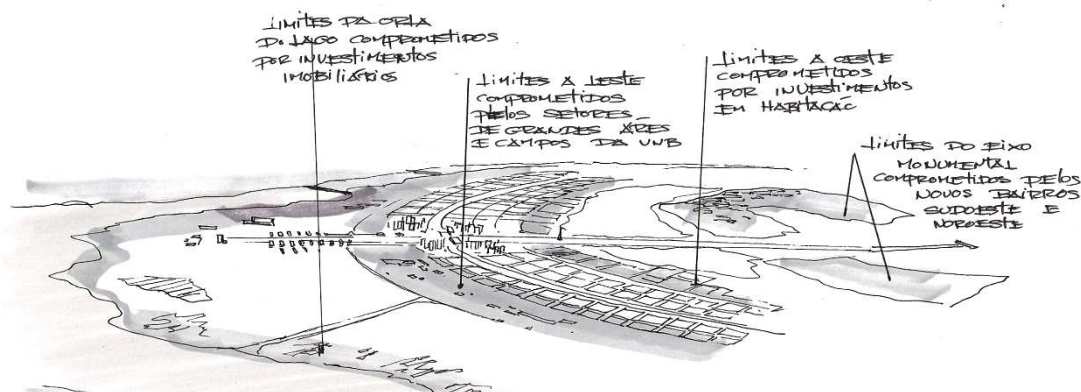 LIMITES DA ORLA
DO LAGO COMPROMETIDOS
POR INVESTIMENTOS
IMOBILIÁRIOS
LIMITES A LESTE
COMPROMETIDOS
PELOS SETORES
DE GRANDES ÁRES
E CAMPOS DA UNB
LIMITES A OESTE
COMPROMETIDOS
POR INVESTIMENTOS
EM HABITAÇÃO
LIMITES DO EIXO
MONUMENTAL
COMPROMETIDOS PELOS
NOVOS BAIRROS
SUDOESTE E
NOROESTE